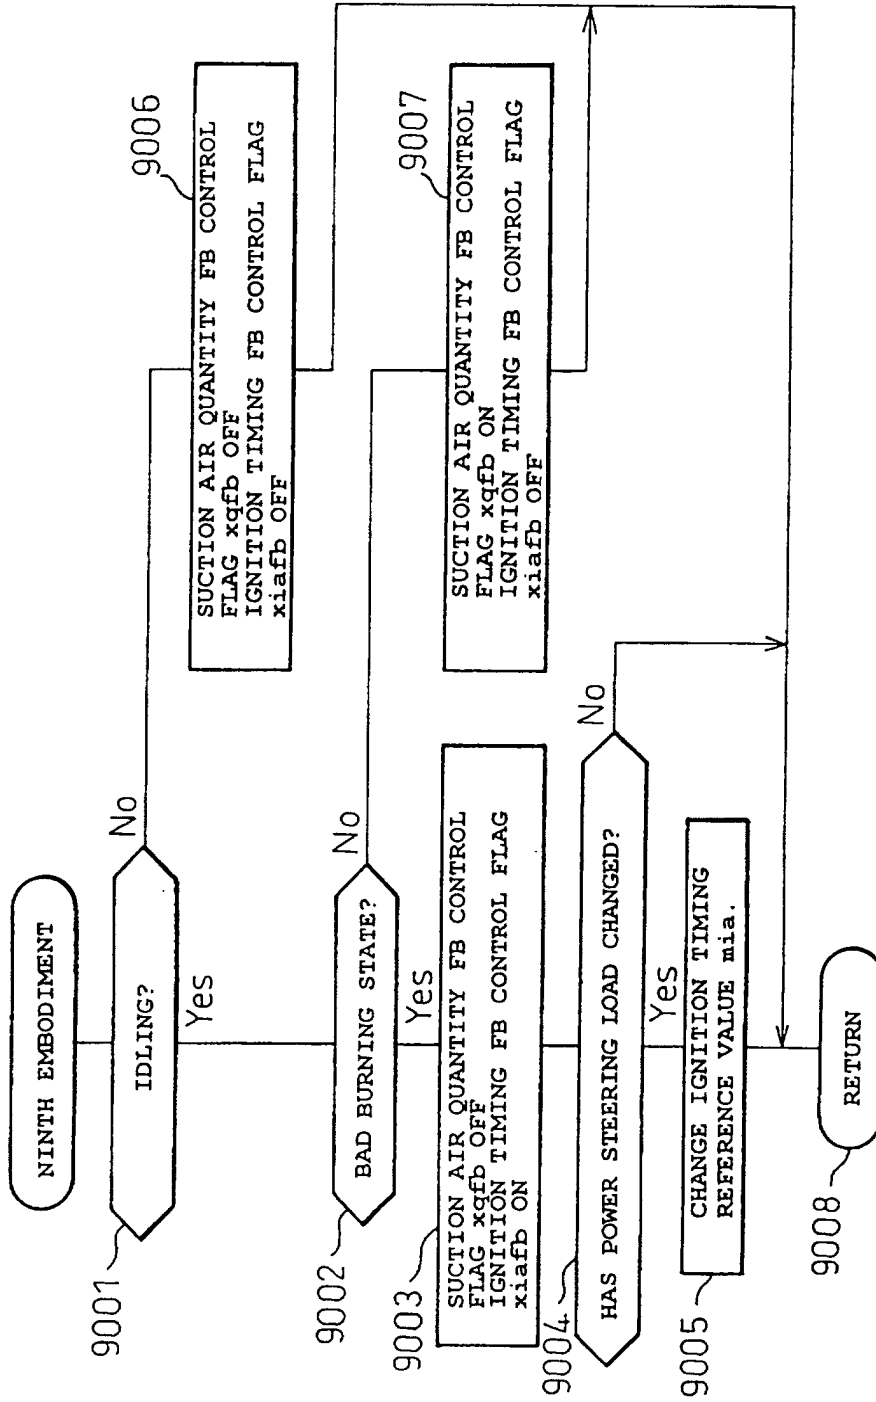 NINTH EMBODIMENT
9001
IDLING?
No
Yes
9006
SUCTION AIR QUANTITY FB CONTROL
FLAG xqfb OFF
IGNITION TIMING FB CONTROL FLAG
xiafb OFF
9002
BAD BURNING STATE?
No
Yes
9007
SUCTION AIR QUANTITY FB CONTROL
FLAG xqfb ON
IGNITION TIMING FB CONTROL FLAG
xiafb OFF
9003
SUCTION AIR QUANTITY FB CONTROL
FLAG xqfb OFF
IGNITION TIMING FB CONTROL FLAG
xiafb ON
9004
HAS POWER STEERING LOAD CHANGED?
No
Yes
9005
CHANGE IGNITION TIMING
REFERENCE VALUE mia.
9008
RETURN